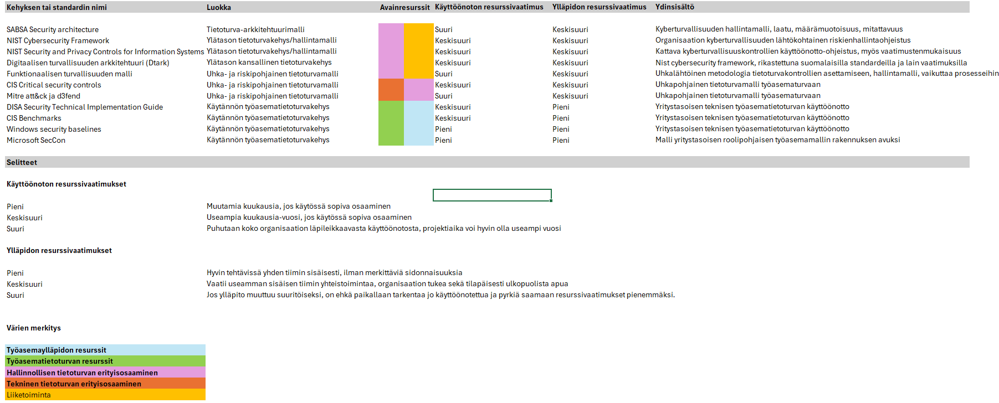 Kehyksen tai standardin nimi Luokka Avainresurssit Käyttöönoton resurssivaatimus Ylläpidon resurssivaatimus Ydinsisältö
SABSA Security architecture Tietoturva-arkkitehtuurimalli Suuri Keskisuuri Kyberturvallisuuden hallintamalli, laatu, määrämuotoisuus, mitattavuus
NIST Cybersecurity Framework Ylätason tietoturvakehys/hallintamalli Keskisuuri Keskisuuri Organisaation kyberturvallisuuden lähtökohtainen riskienhallintaohjeistus
NIST Security and Privacy Controls for Information Systems Ylätason tietoturvakehys/hallintamalli Keskisuuri Keskisuuri Kattava kyberturvallisuuskontrollien käyttöönotto-ohjeistus, myös vaatimustenmukaisuus
Digitaalisen turvallisuuden arkkitehtuuri (Dtark) Ylätason kansallinen tietoturvakehys Keskisuuri Keskisuuri Nist cybersecurity framework, rikastettuna suomalaisilla standardeilla ja lain vaatimuksilla
Funktionaalisen turvallisuuden malli Uhka- ja riskipohjainen tietoturvamalli Suuri Keskisuuri Uhkalähtöinen metodologia tietoturvakontrollien asettamiseen, hallintamalli, vaikuttaa prosesseihin
CIS Critical security controls Uhka- ja riskipohjainen tietoturvamalli Keskisuuri Keskisuuri Uhkapohjainen tietoturvamalli työasematurvaan
Mitre att&ck ja d3fend Uhka- ja riskipohjainen tietoturvamalli Suuri Keskisuuri Uhkapohjainen tietoturvamalli työasematurvaan
DISA Security Technical Implementation Guide Käytännön työasematietoturvakehys Keskisuuri Pieni Yritystasoisen teknisen työasematietoturvan käyttöönotto
CIS Benchmarks Käytännön työasematietoturvakehys Keskisuuri Pieni Yritystasoisen teknisen työasematietoturvan käyttöönotto
Windows security baselines Käytännön työasematietoturvakehys Pieni Pieni Yritystasoisen teknisen työasematietoturvan käyttöönotto
Microsoft SecCon Käytännön työasematietoturvakehys Pieni Pieni Malli yritystasoisen roolipohjaisen työasemamallin rakennuksen avuksi
Selitteet
Käyttöönoton resurssivaatimukset
Pieni Muutamia kuukausia, jos käytössä sopiva osaaminen
Keskisuuri Useampia kuukausia-vuosi, jos käytössä sopiva osaaminen
Suuri Puhutaan koko organisaation läpileikkaavasta käyttöönotosta, projektiaika voi hyvin olla useampi vuosi
Ylläpidon resurssivaatimukset
Pieni Hyvin tehtävissä yhden tiimin sisäisesti, ilman merkittäviä sidonnaisuuksia
Keskisuuri Vaatii useamman sisäisen tiimin yhteistoimintaa, organisaation tukea sekä tilapäisesti ulkopuolista apua
Suuri Jos ylläpito muuttuu suuritöiseksi, on ehkä paikallaan tarkentaa jo käyttöönotettua ja pyrkiä saamaan resurssivaatimukset pienemmäksi.
Värien merkitys
Työasemaylläpidon resurssit
Työasematietoturvan resurssit
Hallinnollisen tietoturvan erityisosaaminen
Tekninen tietoturvan erityisosaaminen
Liiketoiminta